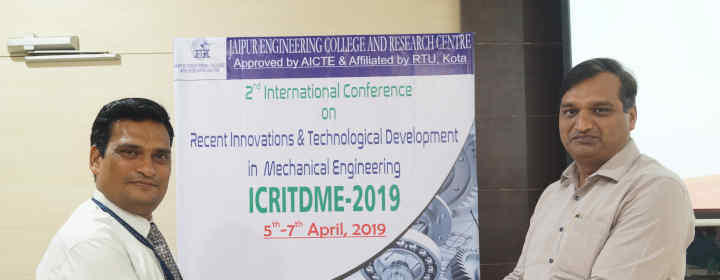 JAIPUR ENGINEERING COLLEGE AND RESEARCH CENTRE
Approved by AICTE & Affiliated by RTU, Kota
2nd International Conference
on
Recent Innovations & Technological Development
in Mechanical Engineering
ICRITDME-2019
5th-7th April, 2019